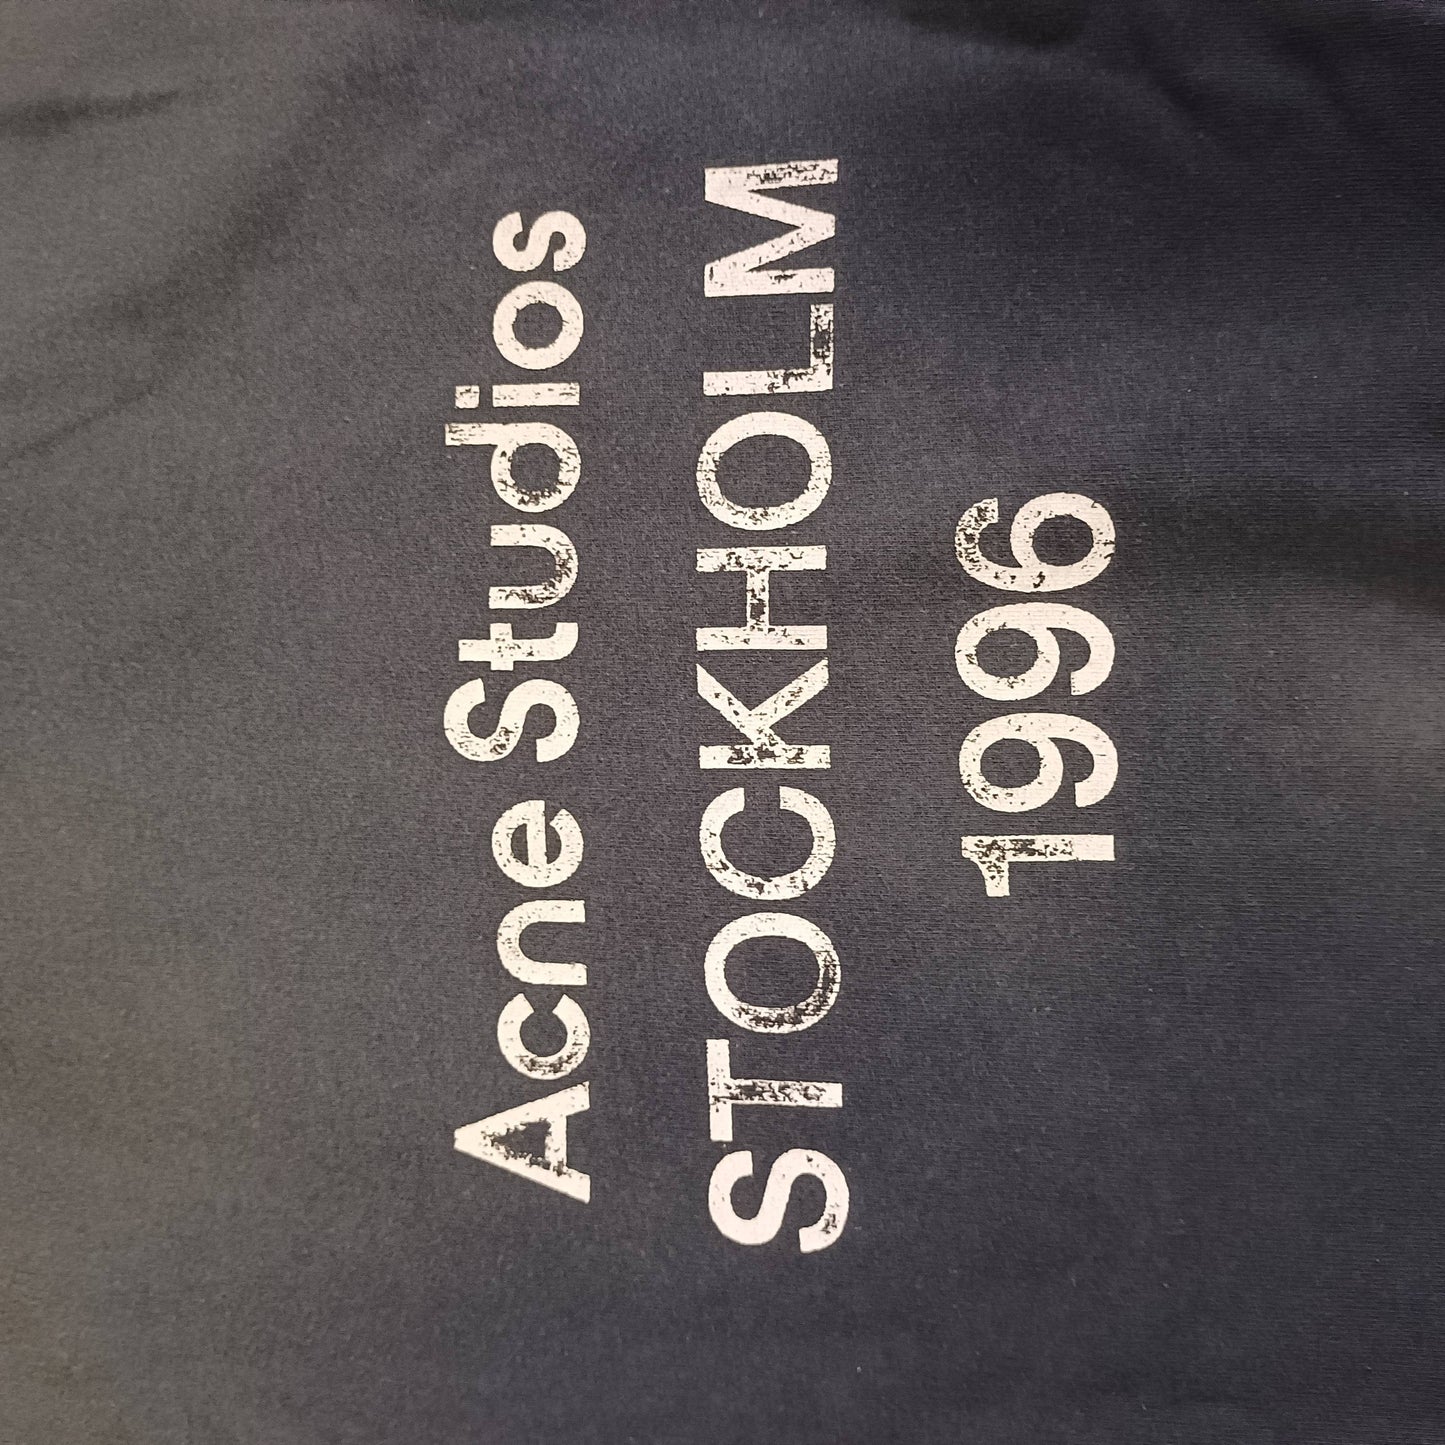 Acne Studios
STOCKHOLM
1996